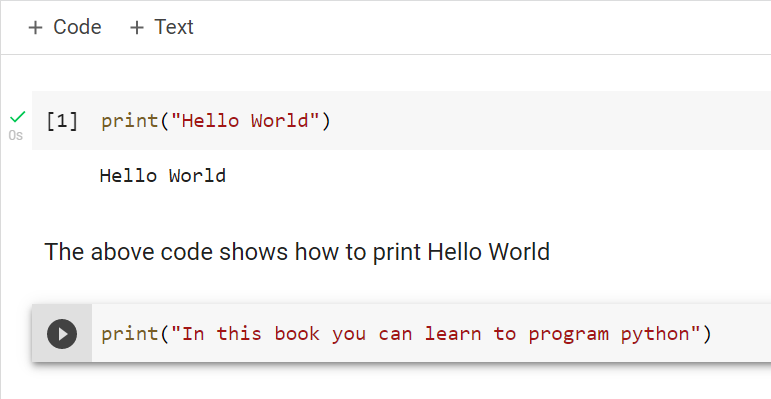 + Code + Text
[1] print("Hello World")
0s
Hello World
The above code shows how to print Hello World
print("In this book you can learn to program python")